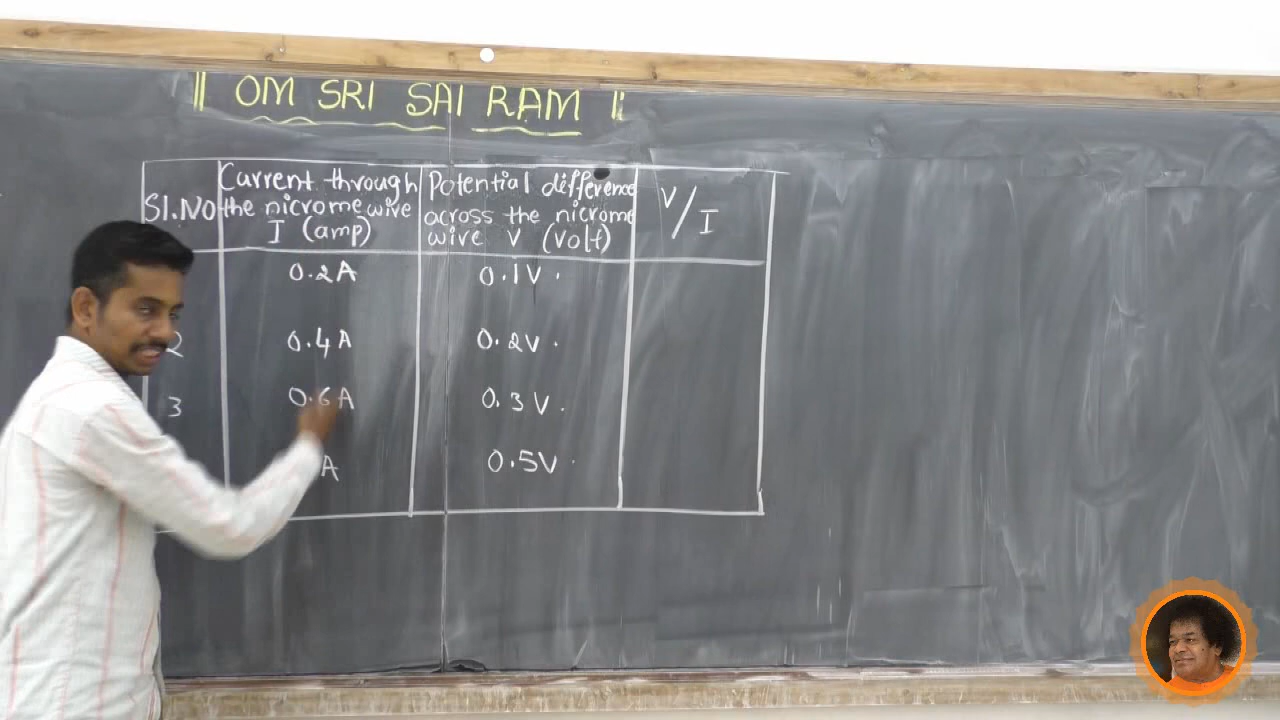 || OM SRI SAI RAM ||
Sl.No
Current through
the nicrome wire
I (amp)
Potential difference
across the nicrome
wire V (Volt)
V/I
0.2A
0.1V
2
0.4A
0.2V
3
0.6A
0.3V
A
0.5V